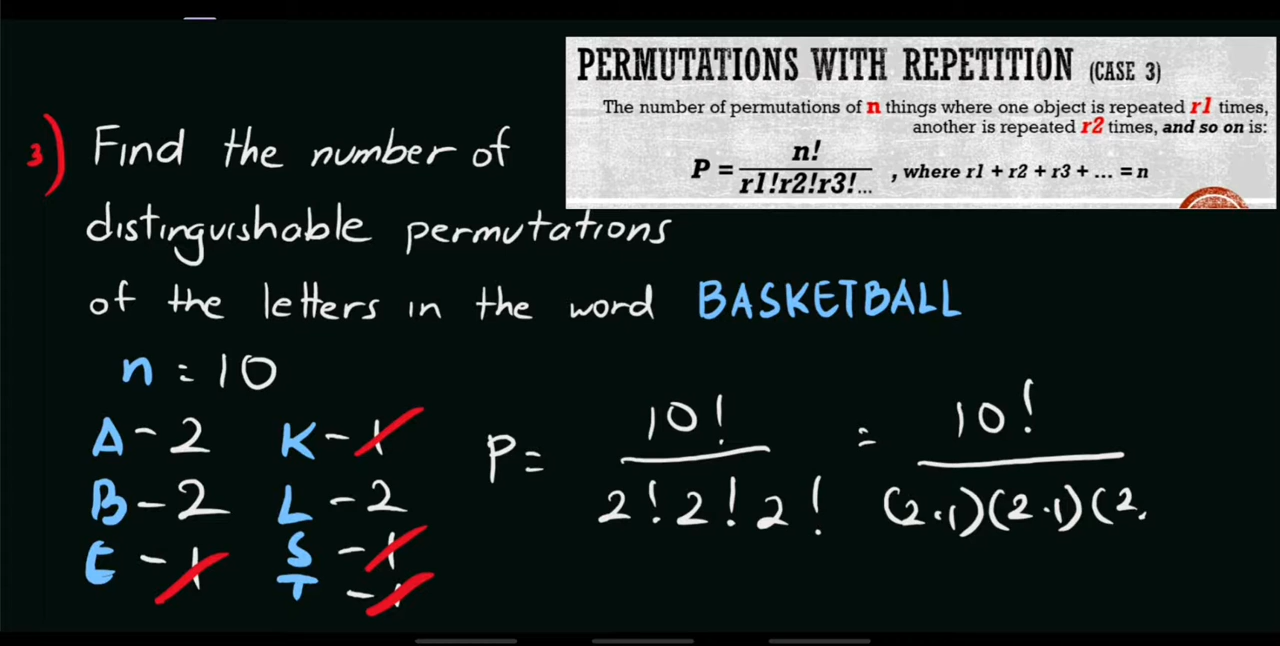 PERMUTATIONS WITH REPETITION (CASE 3)
The number of permutations of n things where one object is repeated r1 times,
another is repeated r2 times, and so on is:
P = n! / r1!r2!r3!... , where r1 + r2 + r3 + ... = n
3) Find the number of
distinguishable permutations
of the letters in the word BASKETBALL
n = 10
A - 2 K - 1
B - 2 L - 2
E - 1 S - 1
T - 1
P = 10! / 2!2!2! = 10! / (2·1)(2·1)(2.